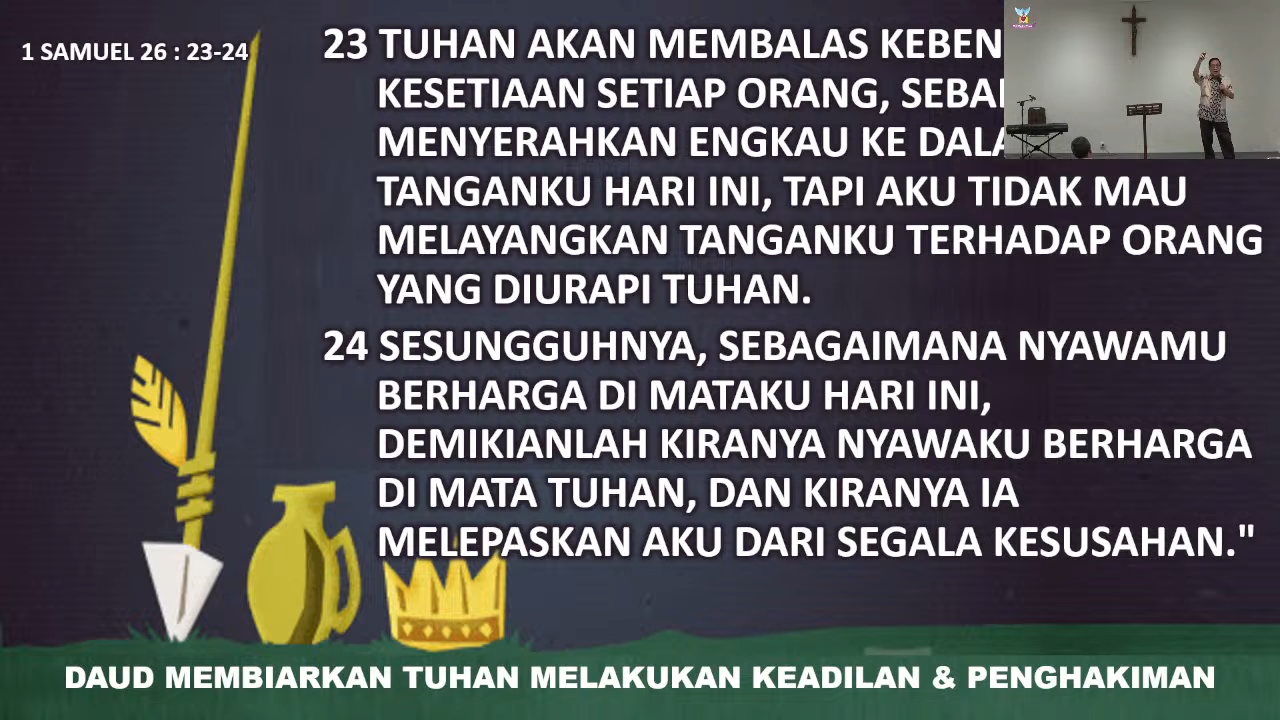 1 SAMUEL 26 : 23-24
23 TUHAN AKAN MEMBALAS
KESETIAAN SETIAP ORANG,
MENYERAHKAN ENGKAU KE
TANGANKU HARI INI, TAPI AKU TIDAK MAU
MELAYANGKAN TANGANKU TERHADAP ORANG
YANG DIURAPI TUHAN.
24 SESUNGGUHNYA, SEBAGAIMANA NYAWAMU
BERHARGA DI MATAKU HARI INI,
DEMIKIANLAH KIRANYA NYAWAKU BERHARGA
DI MATA TUHAN, DAN KIRANYA IA
MELEPASKAN AKU DARI SEGALA KESUSAHAN."
DAUD MEMBIARKAN TUHAN MELAKUKAN KEADILAN & PENGHAKIMAN